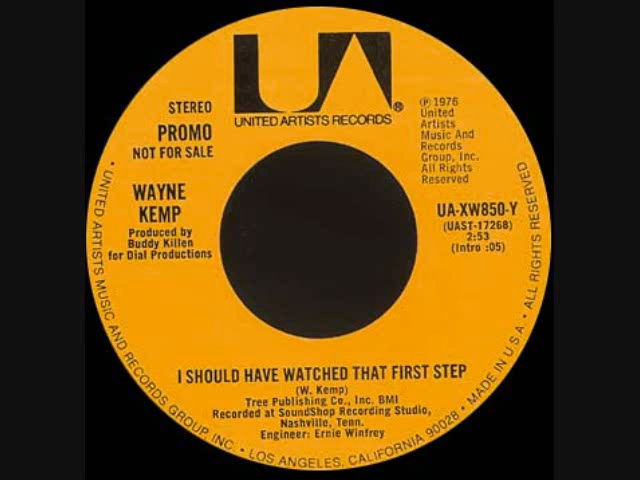 UA®
UNITED ARTISTS RECORDS
STEREO
PROMO
NOT FOR SALE
WAYNE
KEMP
Produced by
Buddy Killen
for Dial Productions
℗ 1976
United
Artists
Music And
Records
Group, Inc.
All Rights
Reserved
UA-XW850-Y
(UAST-17268)
2:53
(Intro :05)
I SHOULD HAVE WATCHED THAT FIRST STEP
(W. Kemp)
Tree Publishing Co., Inc. BMI
Recorded at SoundShop Recording Studio,
Nashville, Tenn.
Engineer: Ernie Winfrey
• UNITED ARTISTS MUSIC AND RECORDS GROUP, INC. • LOS ANGELES, CALIFORNIA 90028 • MADE IN U.S.A. • ALL RIGHTS RESERVED